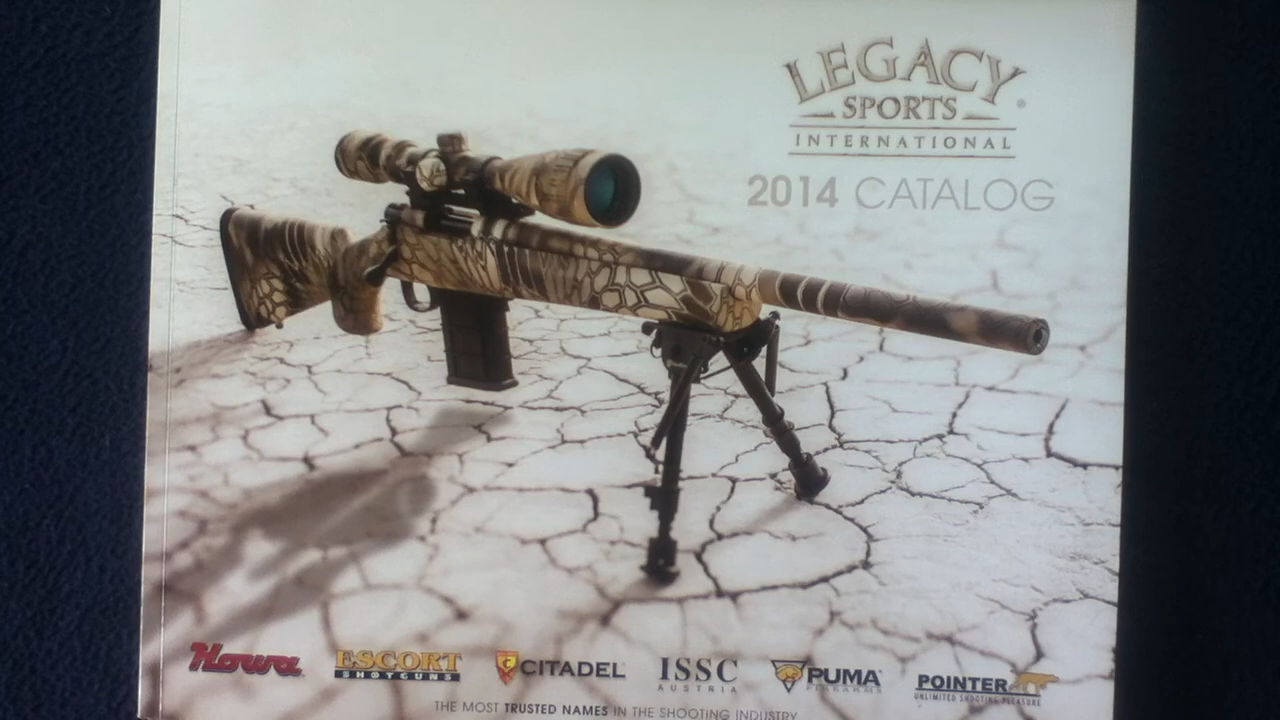 LEGACY
SPORTS
INTERNATIONAL
2014 CATALOG
Howa
ESCORT
SHOTGUNS
CITADEL
ISSC
AUSTRIA
PUMA
FIREARMS
POINTER
UNLIMITED SHOOTING PLEASURE
THE MOST TRUSTED NAMES IN THE SHOOTING INDUSTRY